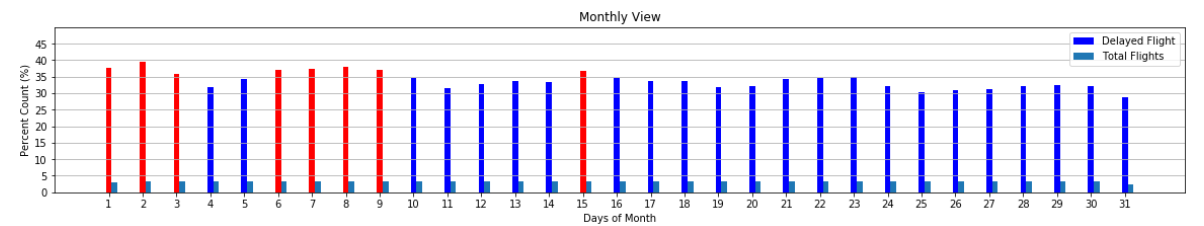 Monthly View
Delayed Flight
Total Flights
Percent Count (%)
45
40
35
30
25
20
15
10
5
0
1 2 3 4 5 6 7 8 9 10 11 12 13 14 15 16 17 18 19 20 21 22 23 24 25 26 27 28 29 30 31
Days of Month